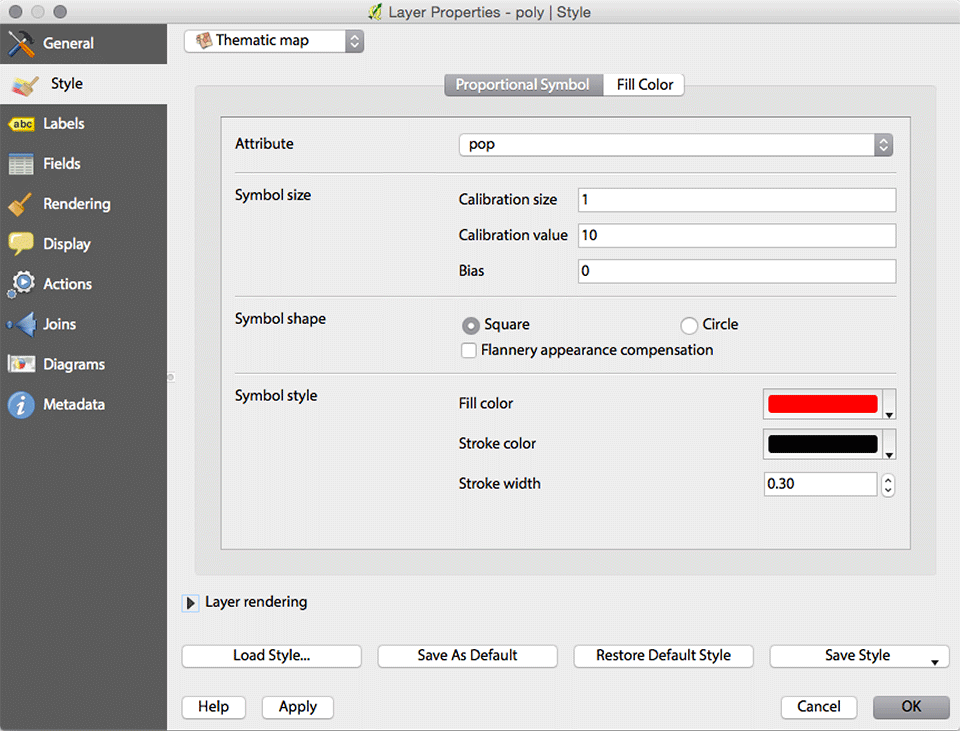 Layer Properties - poly | Style
General
Style
abc Labels
Fields
Rendering
Display
Actions
Joins
Diagrams
Metadata
Thematic map
Proportional Symbol Fill Color
Attribute pop
Symbol size Calibration size 1
Calibration value 10
Bias 0
Symbol shape Square Circle
Flannery appearance compensation
Symbol style Fill color
Stroke color
Stroke width 0.30
Layer rendering
Load Style... Save As Default Restore Default Style Save Style
Help Apply Cancel OK